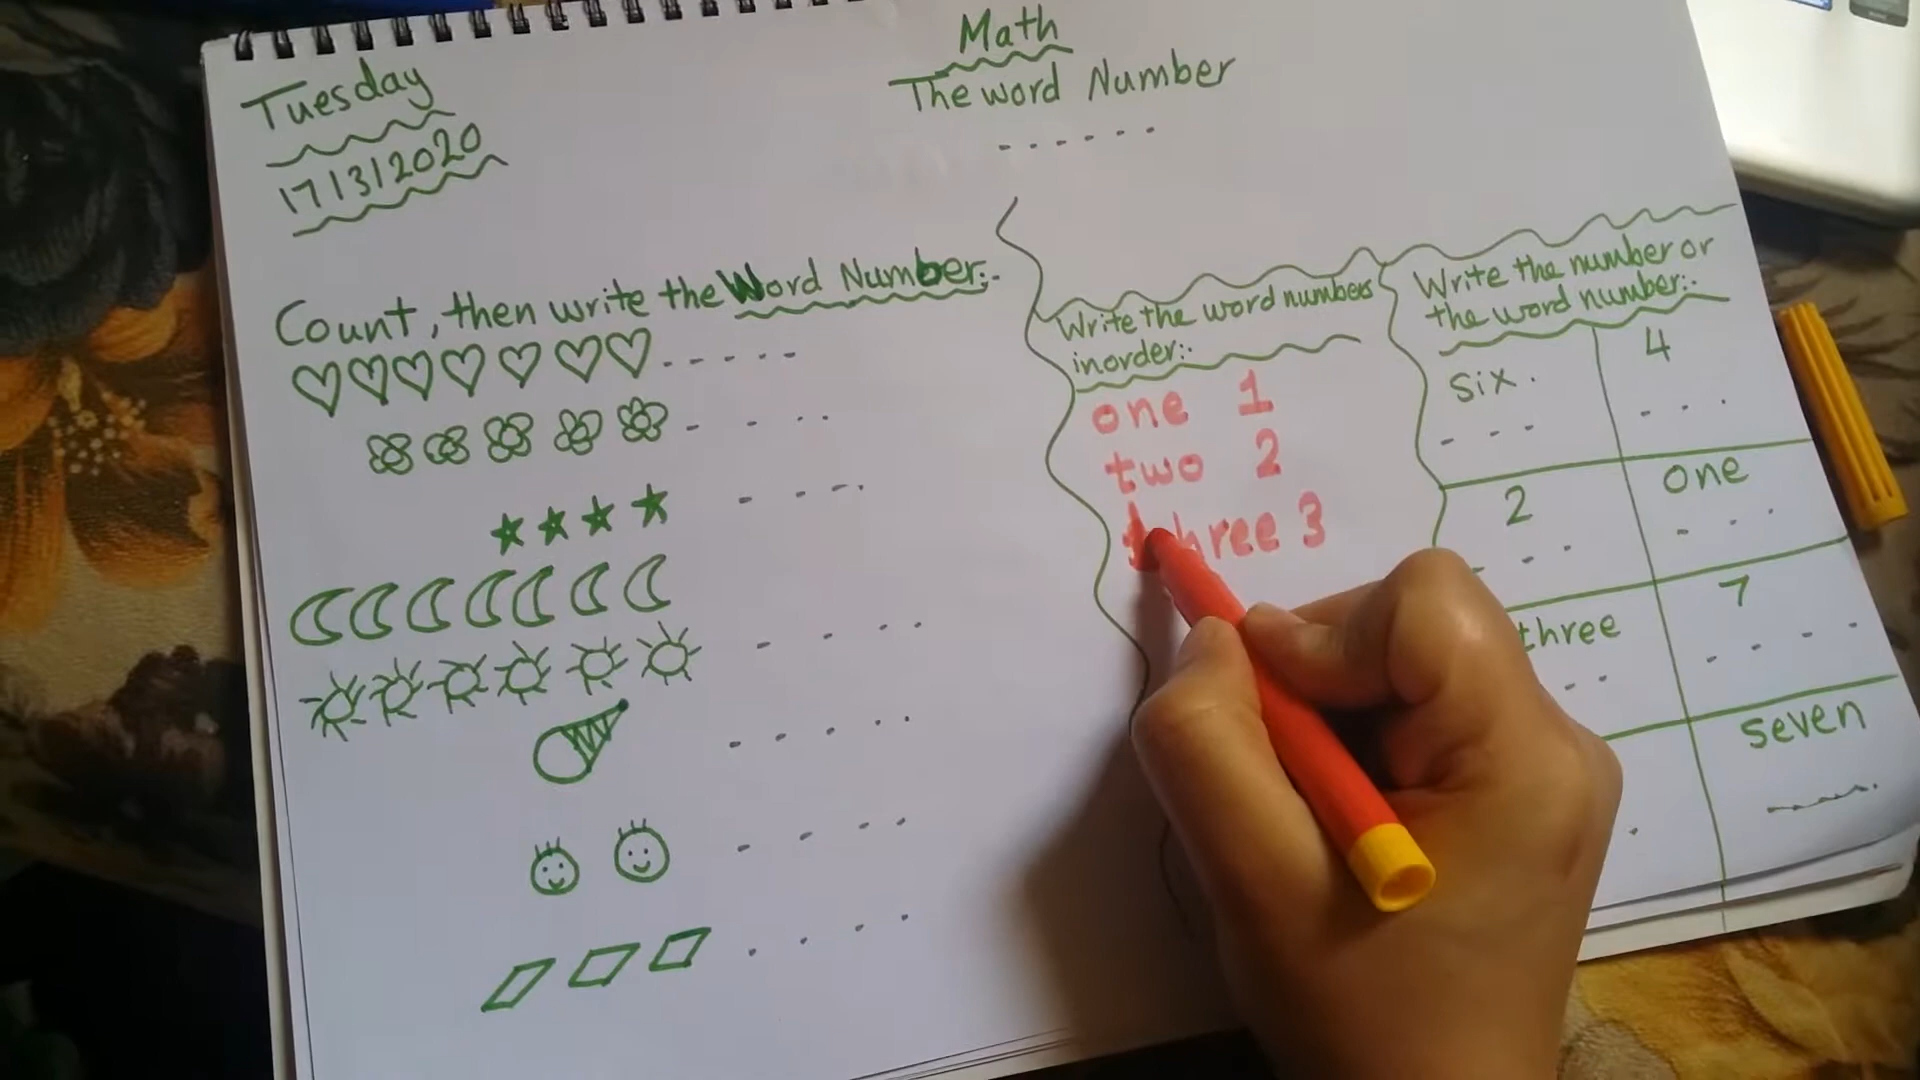 Math
The word Number
Tuesday
17/3/2020
Count, then write the Word Number:-
Write the word numbers
inorder:-
one 1
two 2
three 3
Write the number or
the word number:-
six. 4
2 one
three 7
seven